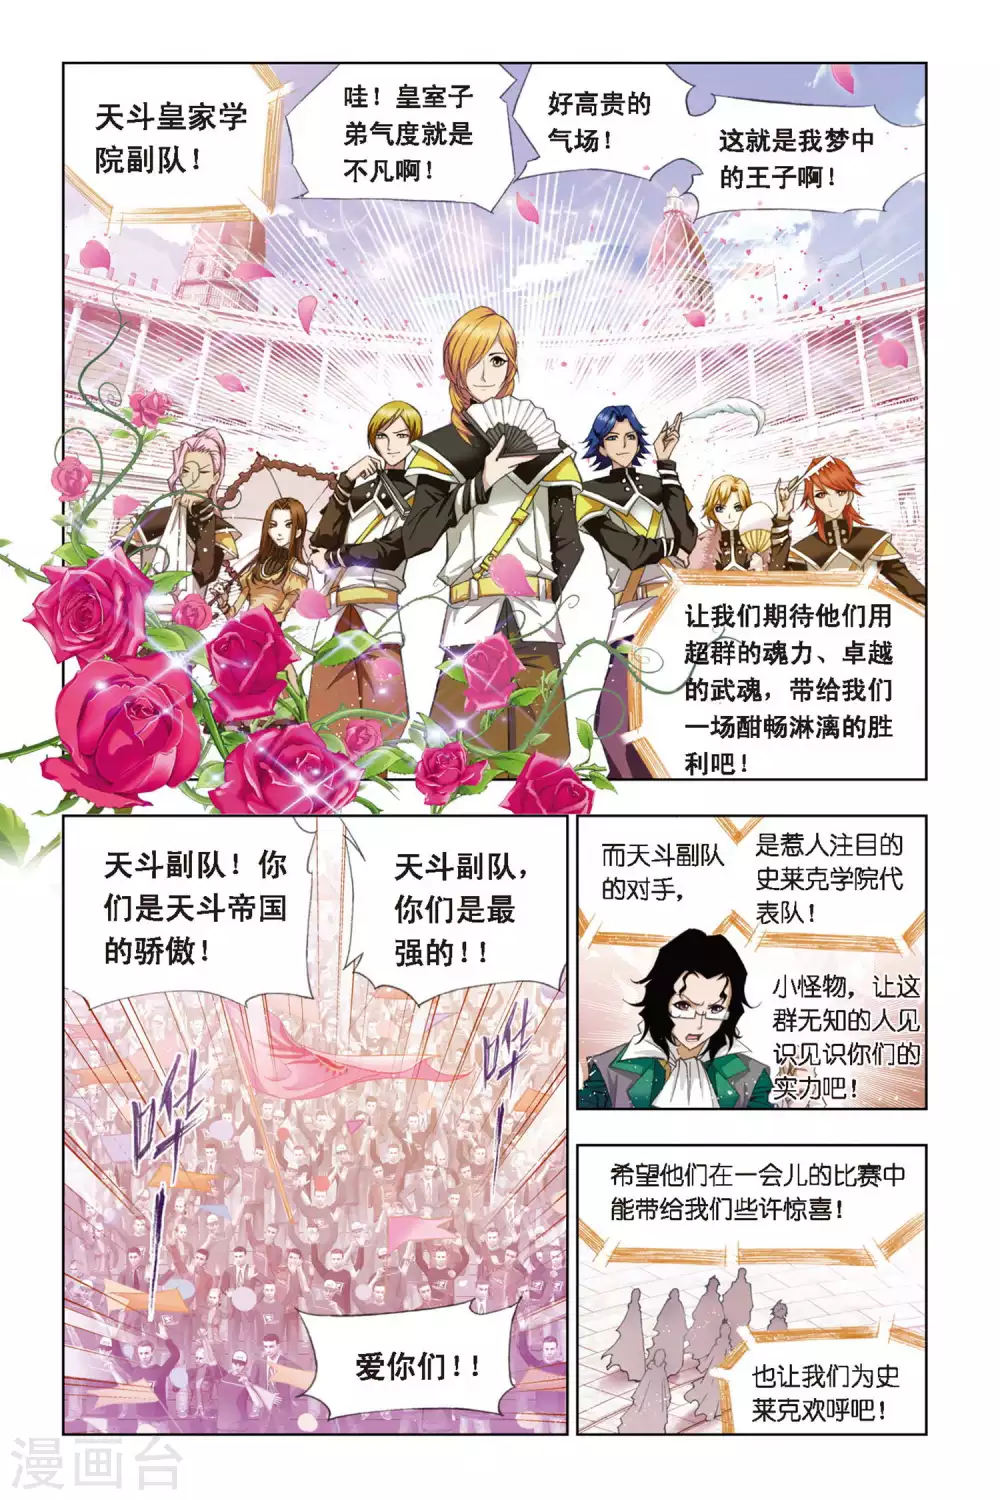 天斗皇家学
院副队！
哇！皇室子
弟气度就是
不凡啊！
好高贵的
气场！
这就是我梦中
的王子啊！
让我们期待他们用
超群的魂力、卓越
的武魂，带给我们
一场酣畅淋漓的胜
利吧！
天斗副队！你
们是天斗帝国
的骄傲！
天斗副队，
你们是最
强的！！
哗
哗
爱你们！！
而天斗副队
的对手，
是惹人注目的
史莱克学院代
表队！
小怪物，让这
群无知的人见
识见识你们的
实力吧！
希望他们在一会儿的比赛中
能带给我们些许惊喜！
也让我们为史
莱克欢呼吧！
漫画台